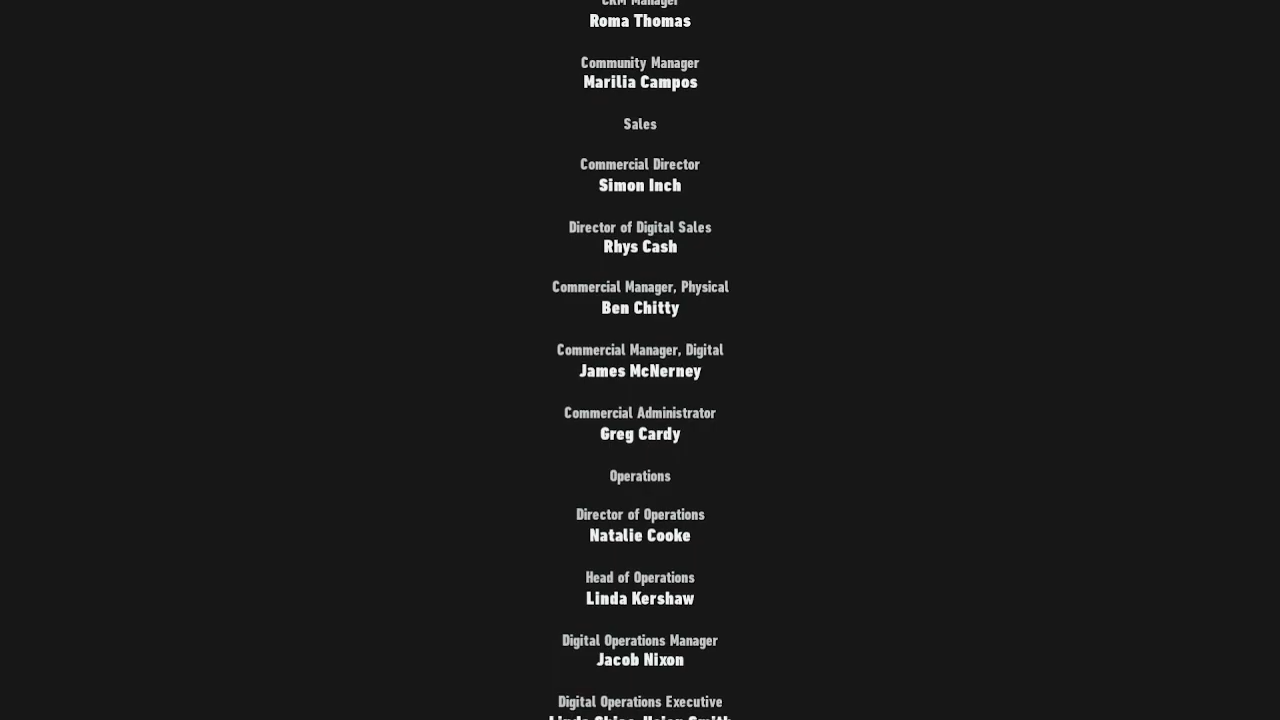 CRM Manager
Roma Thomas
Community Manager
Marilia Campos
Sales
Commercial Director
Simon Inch
Director of Digital Sales
Rhys Cash
Commercial Manager, Physical
Ben Chitty
Commercial Manager, Digital
James McNerney
Commercial Administrator
Greg Cardy
Operations
Director of Operations
Natalie Cooke
Head of Operations
Linda Kershaw
Digital Operations Manager
Jacob Nixon
Digital Operations Executive